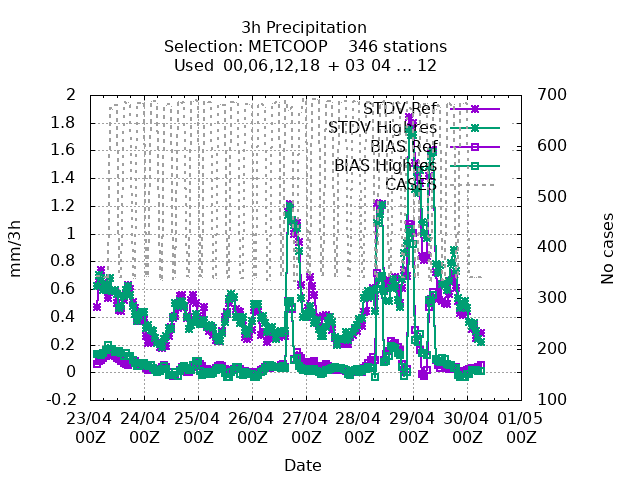 3h Precipitation
Selection: METCOOP    346 stations
Used 00,06,12,18 + 03 04 ... 12
2
1.8
1.6
1.4
1.2
1
0.8
0.6
0.4
0.2
0
-0.2
700
600
500
400
300
200
100
STDV Ref
STDV HighRes
BIAS Ref
BIAS HighRes
CASES
mm/3h
No cases
23/04 00Z
24/04 00Z
25/04 00Z
26/04 00Z
27/04 00Z
28/04 00Z
29/04 00Z
30/04 00Z
01/05 00Z
Date